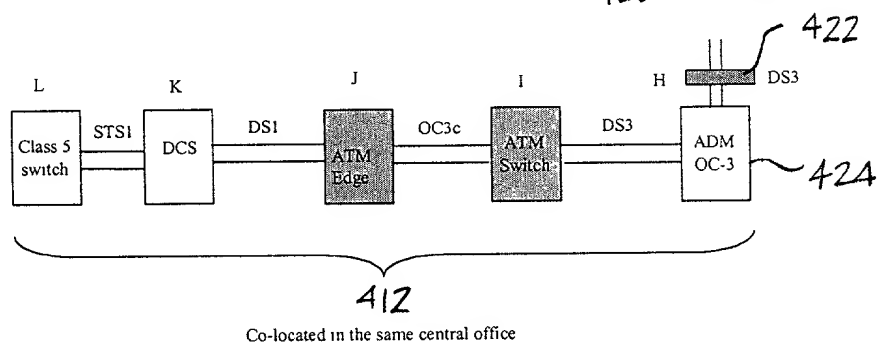 422
L
K
J
I
H
DS3
STS1
DS1
OC3c
DS3
Class 5
switch
DCS
ATM
Edge
ATM
Switch
ADM
OC-3
424
412
Co-located in the same central office